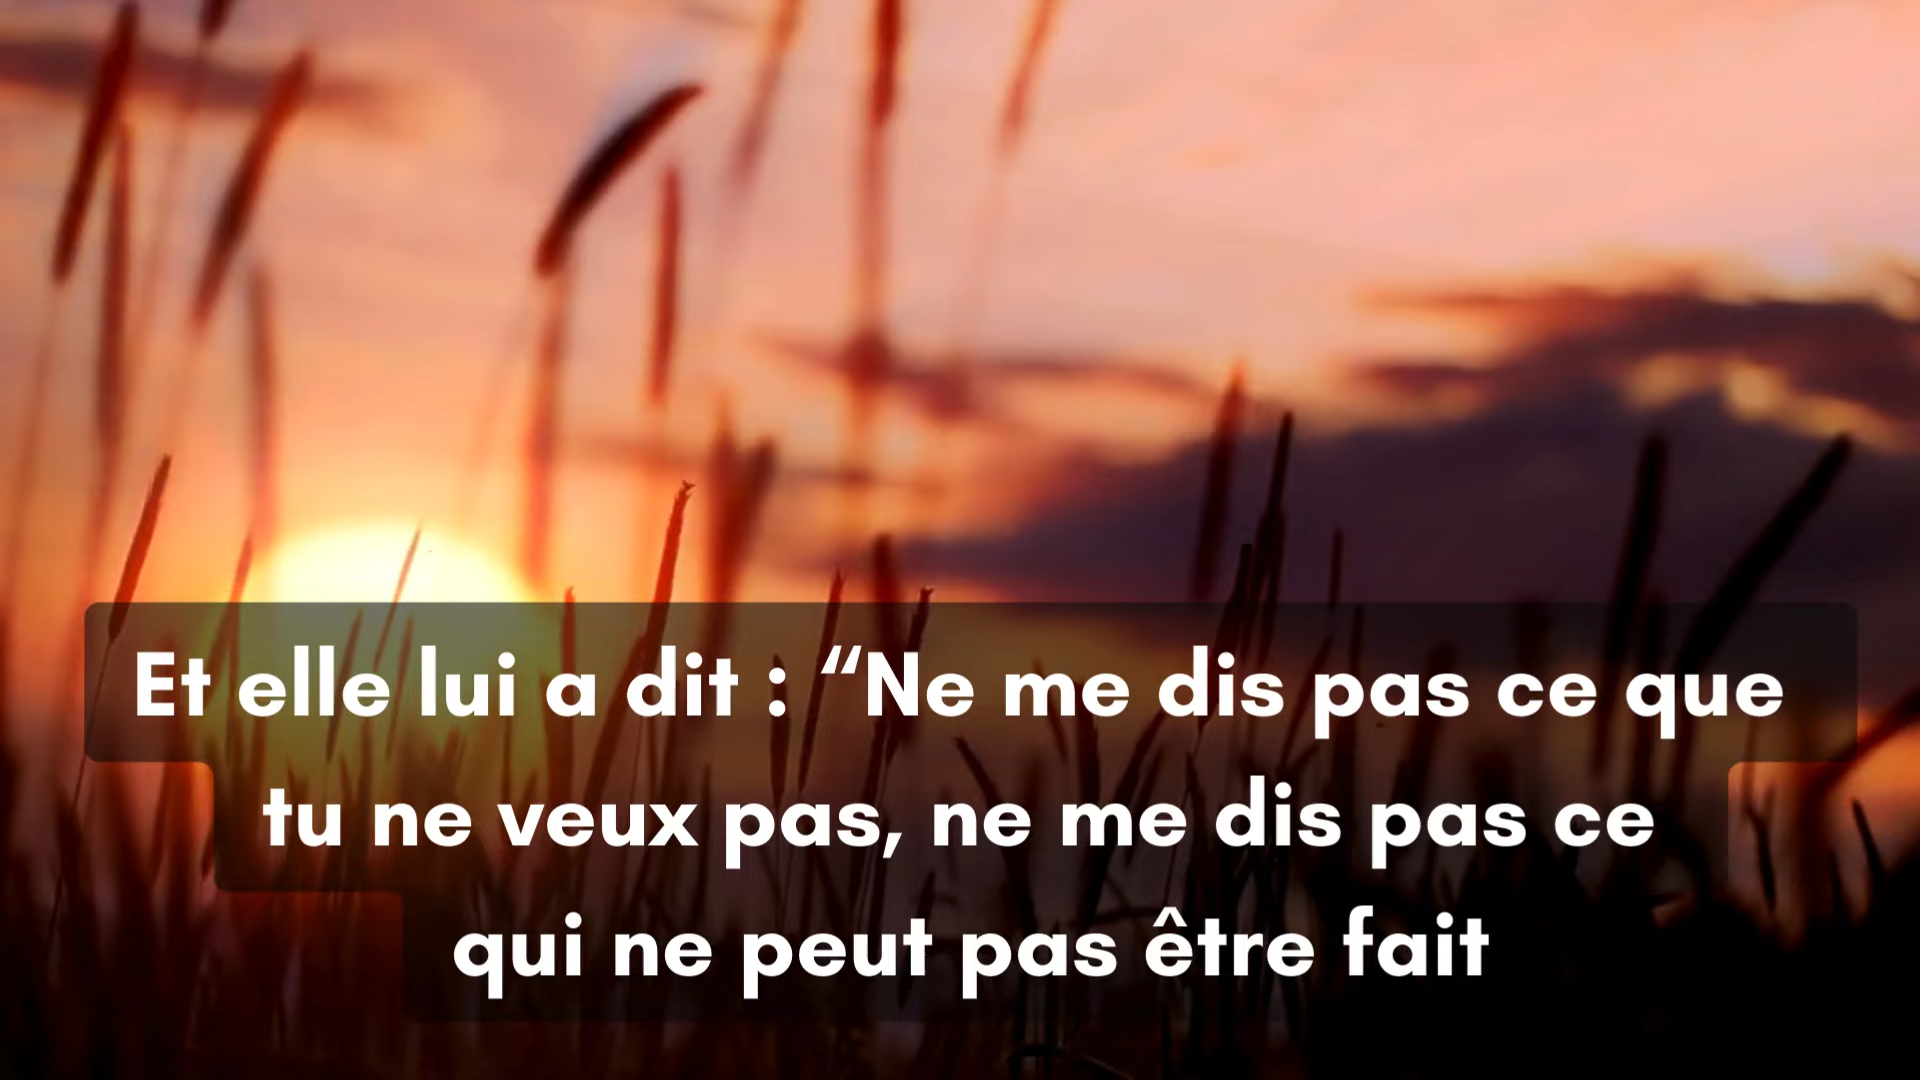 Et elle lui a dit : “Ne me dis pas ce que
tu ne veux pas, ne me dis pas ce
qui ne peut pas être fait